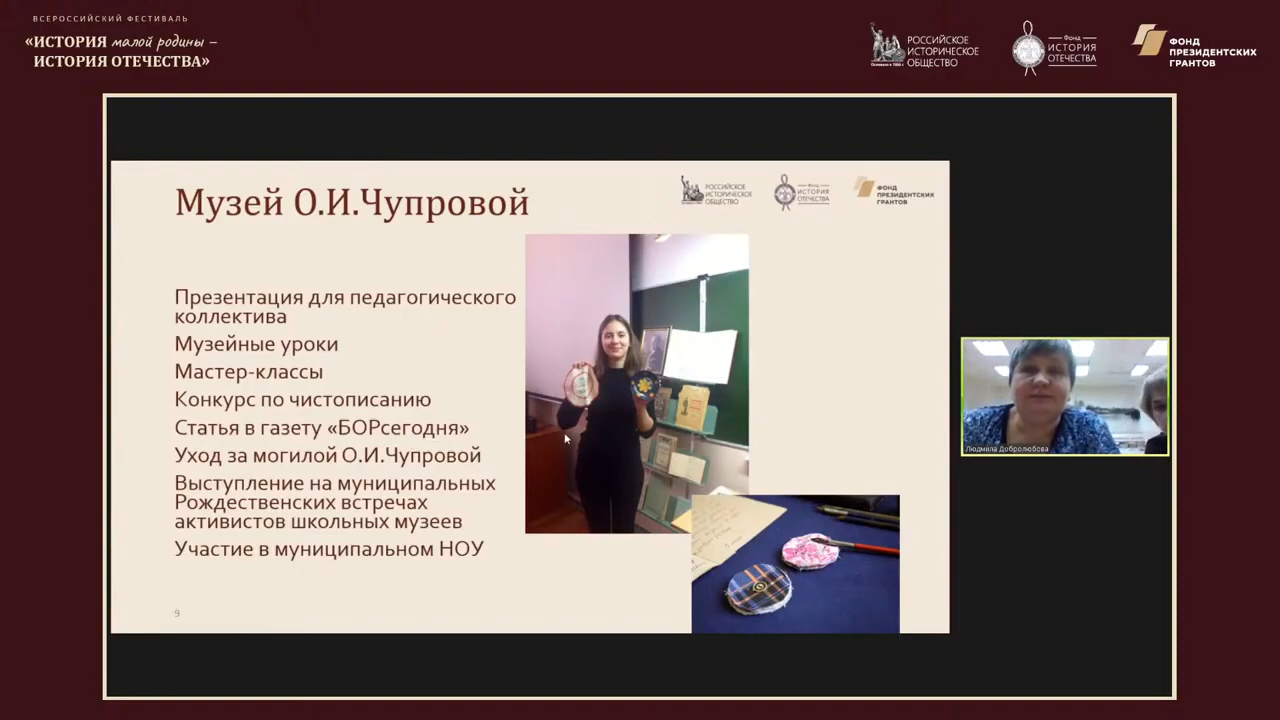 ВСЕРОССИЙСКИЙ ФЕСТИВАЛЬ
«ИСТОРИЯ малой родины –
ИСТОРИЯ ОТЕЧЕСТВА»
РОССИЙСКОЕ
ИСТОРИЧЕСКОЕ
ОБЩЕСТВО
Фонд
ИСТОРИЯ
ОТЕЧЕСТВА
ФОНД
ПРЕЗИДЕНТСКИХ
ГРАНТОВ
Музей О.И.Чупровой
РОССИЙСКОЕ
ИСТОРИЧЕСКОЕ
ОБЩЕСТВО
Фонд
ИСТОРИЯ
ОТЕЧЕСТВА
ФОНД
ПРЕЗИДЕНТСКИХ
ГРАНТОВ
Презентация для педагогического
коллектива
Музейные уроки
Мастер-классы
Конкурс по чистописанию
Статья в газету «БОРсегодня»
Уход за могилой О.И.Чупровой
Выступление на муниципальных
Рождественских встречах
активистов школьных музеев
Участие в муниципальном НОУ
9
Людмила Добролюбова